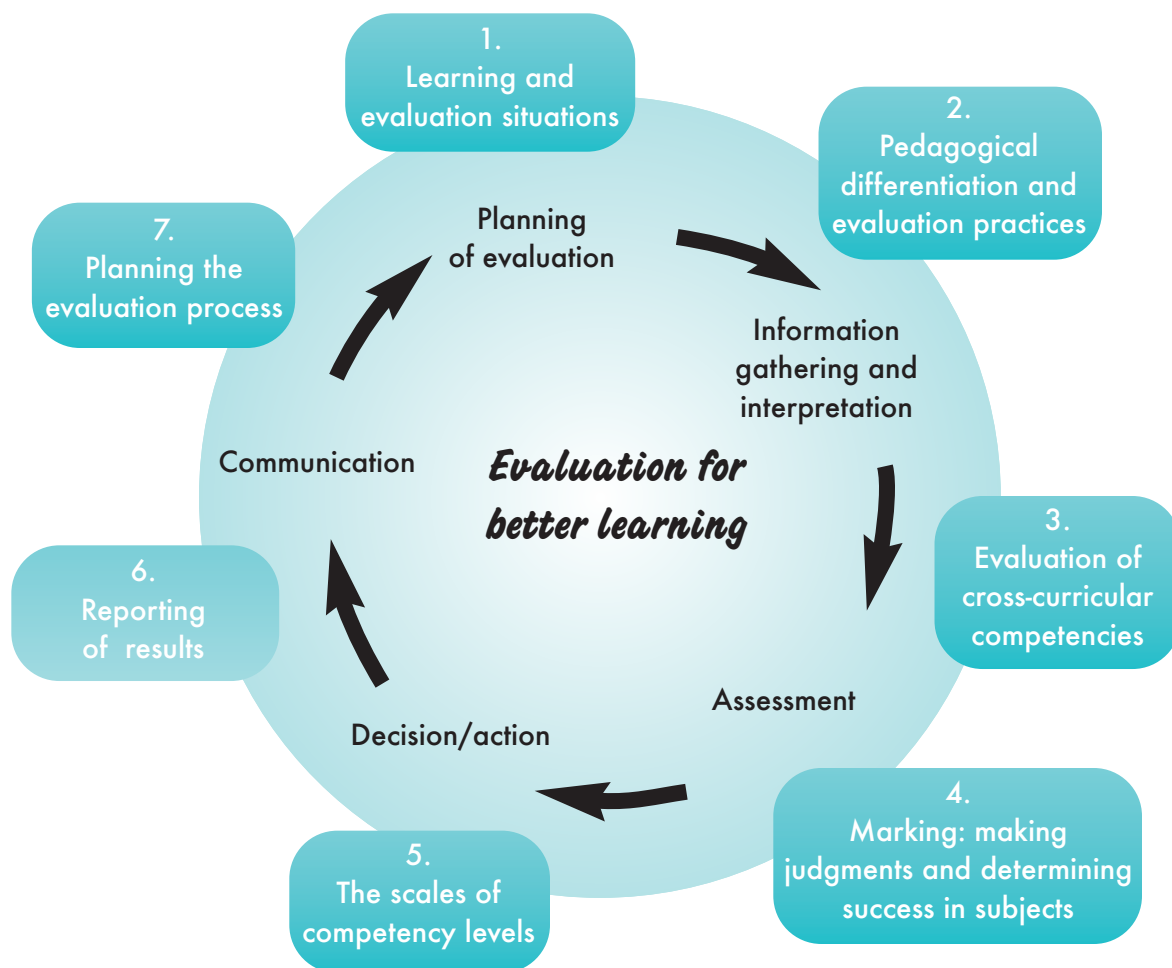 1.
Learning and
evaluation situations
2.
Pedagogical
differentiation and
evaluation practices
7.
Planning the
evaluation process
Planning
of evaluation
Information
gathering and
interpretation
Communication
Evaluation for
better learning
3.
Evaluation of
cross-curricular
competencies
6.
Reporting
of results
Assessment
Decision/action
4.
Marking: making
judgments and determining
success in subjects
5.
The scales of
competency levels